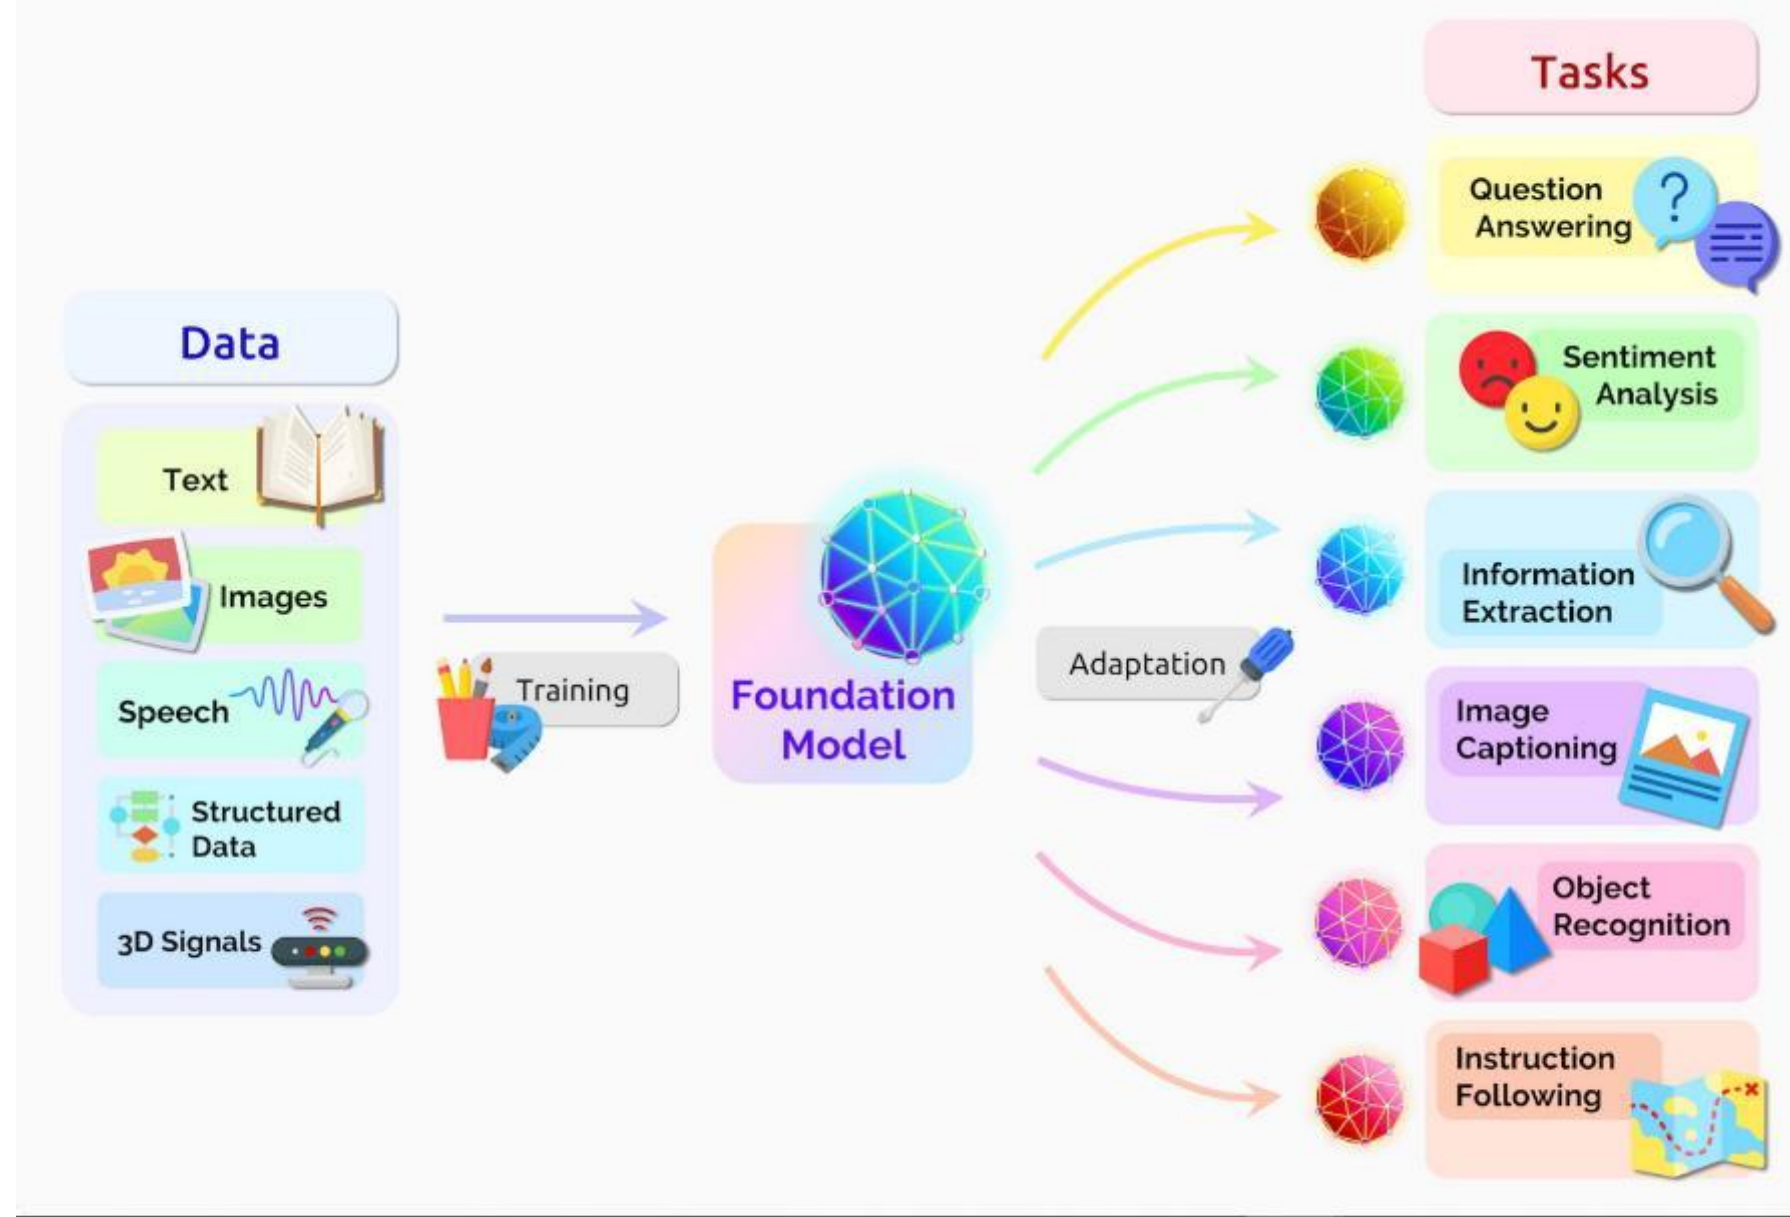 Data
Text
Images
Speech
Structured
Data
3D Signals
Training
Foundation
Model
Adaptation
Tasks
Question
Answering
Sentiment
Analysis
Information
Extraction
Image
Captioning
Object
Recognition
Instruction
Following